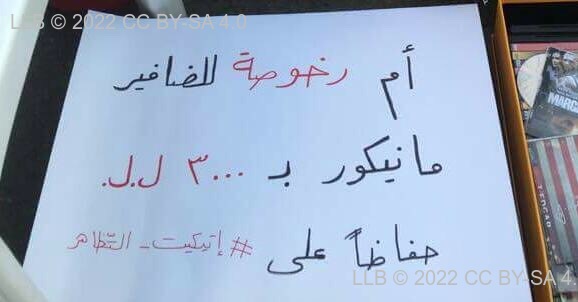 LLB © 2022 CC BY-SA 4.0
أم رخوصة للضافير
مانيكور بـ ٣٠٠٠ ل.ل.
حفاظاً على #إتيكيت_التظاهر
MARC
LLB © 2022 CC BY-SA 4.